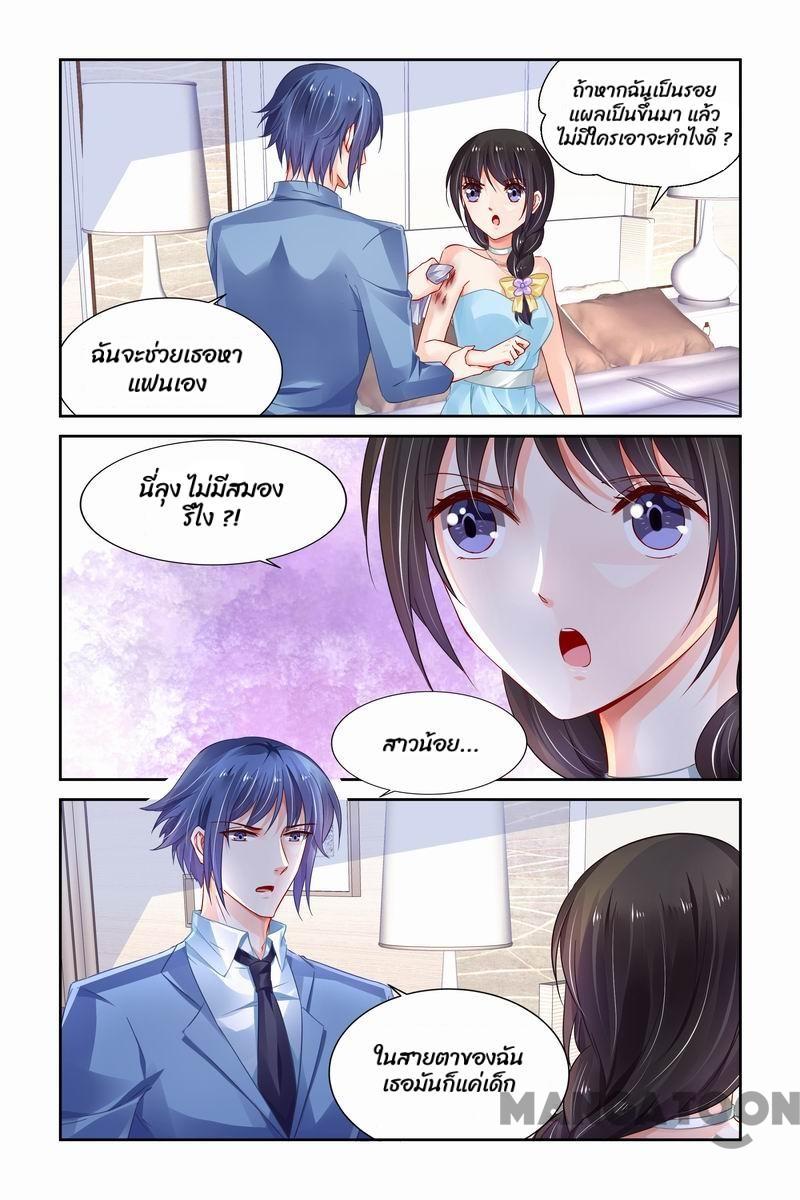 ถ้าหากฉันเป็นรอย
แผลเป็นขึ้นมา แล้ว
ไม่มีใครเอาจะทำไงดี ?
ฉันจะช่วยเธอหา
แฟนเอง
นี่ลุง ไม่มีสมอง
รึไง ?!
สาวน้อย...
ในสายตาของฉัน
เธอมันก็แค่เด็ก
MANGATOON